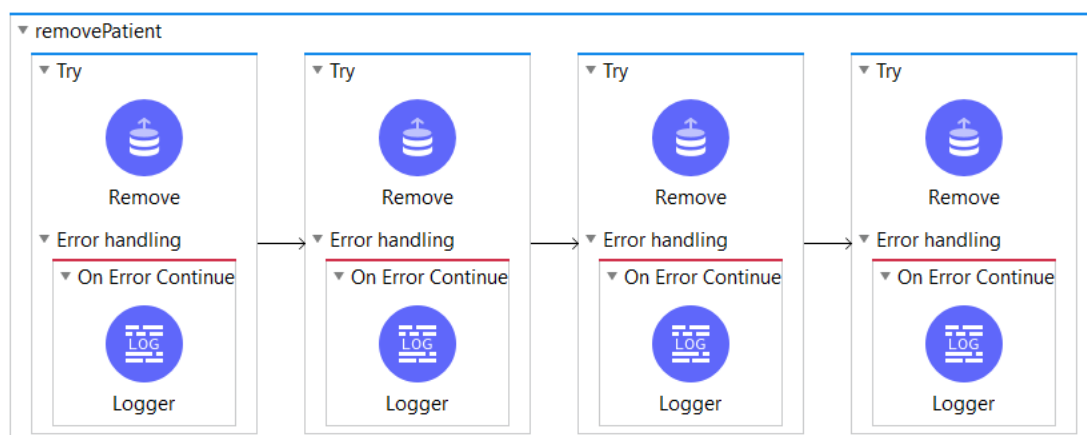 removePatient
Try
Remove
Error handling
On Error Continue
LOG
Logger
Try
Remove
Error handling
On Error Continue
LOG
Logger
Try
Remove
Error handling
On Error Continue
LOG
Logger
Try
Remove
Error handling
On Error Continue
LOG
Logger